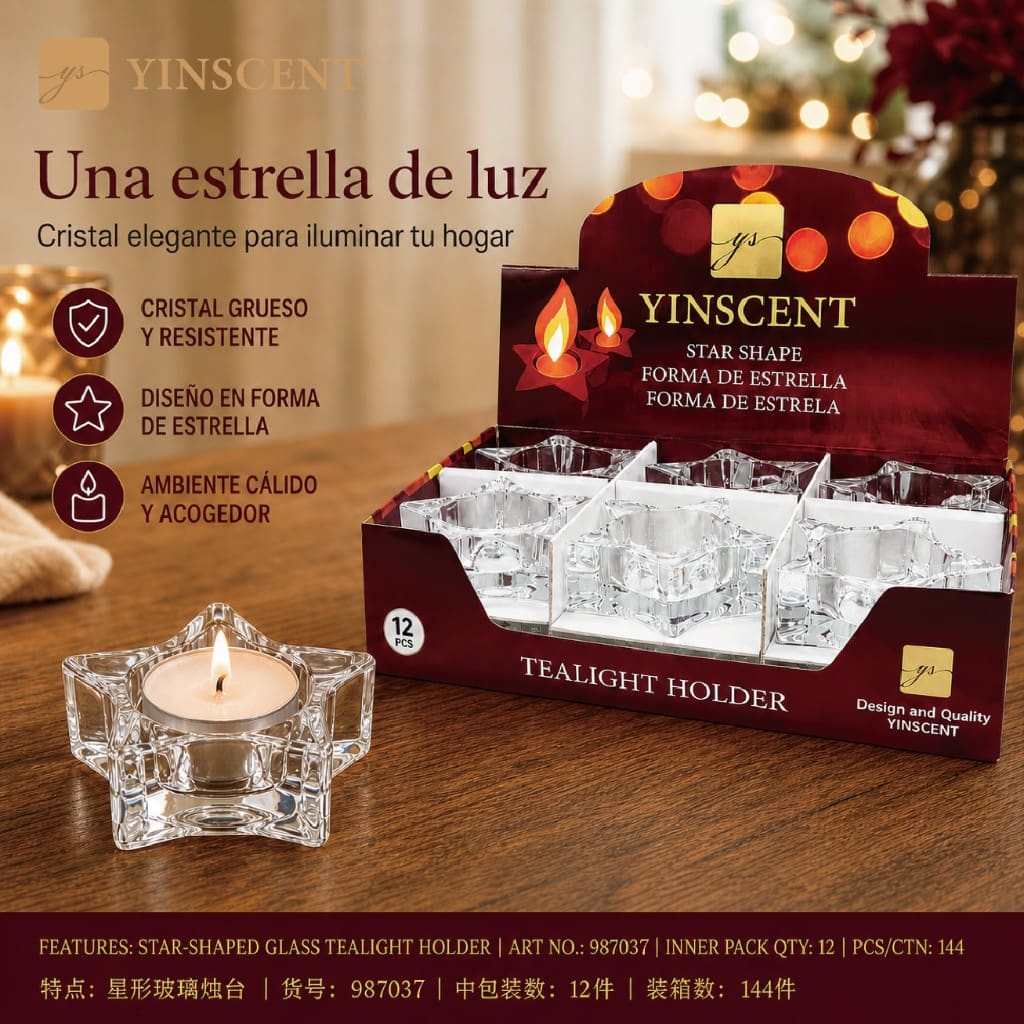 ys YINSCENT
Una estrella de luz
Cristal elegante para iluminar tu hogar
CRISTAL GRUESO
Y RESISTENTE
DISEÑO EN FORMA
DE ESTRELLA
AMBIENTE CÁLIDO
Y ACOGEDOR
ys
YINSCENT
STAR SHAPE
FORMA DE ESTRELLA
FORMA DE ESTRELA
12
PCS
TEALIGHT HOLDER
ys
Design and Quality
YINSCENT
FEATURES: STAR-SHAPED GLASS TEALIGHT HOLDER | ART NO.: 987037 | INNER PACK QTY: 12 | PCS/CTN: 144
特点：星形玻璃烛台 | 货号：987037 | 中包装数：12件 | 装箱数：144件